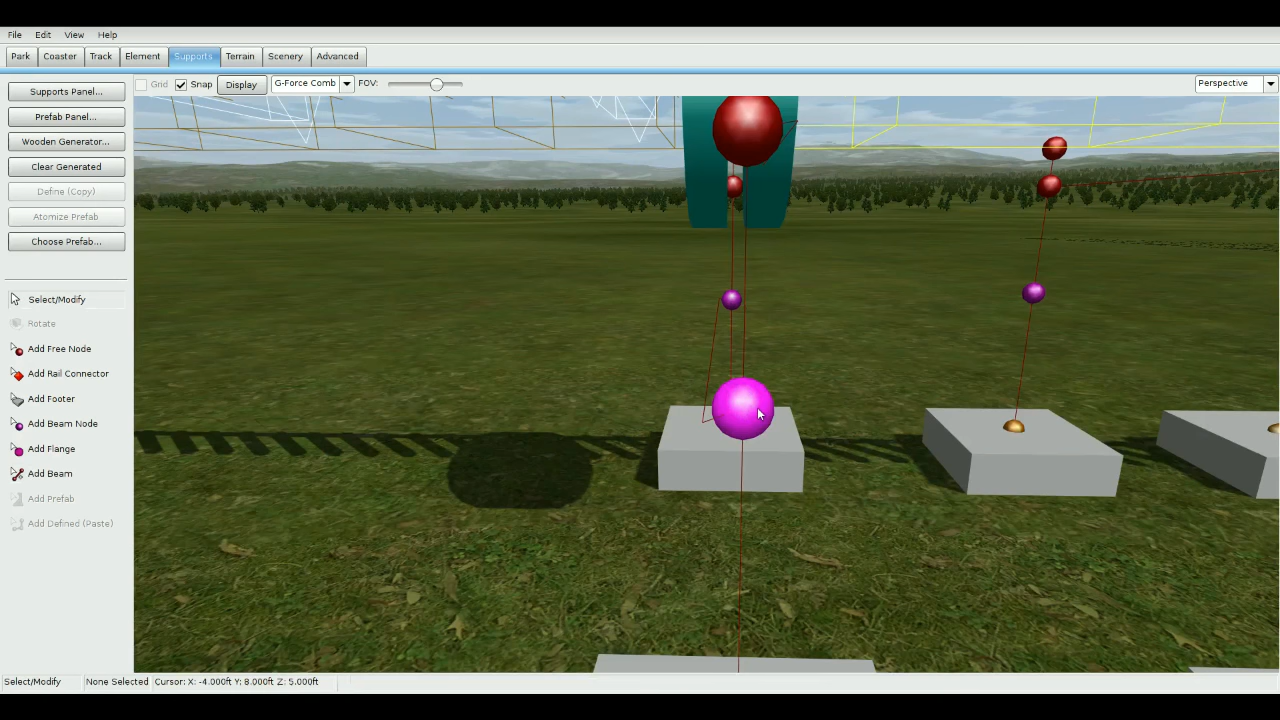 File Edit View Help
Park Coaster Track Element Supports Terrain Scenery Advanced
Supports Panel... Grid Snap Display G-Force Comb FOV: Perspective
Prefab Panel...
Wooden Generator...
Clear Generated
Define (Copy)
Atomize Prefab
Choose Prefab...
Select/Modify
Rotate
Add Free Node
Add Rail Connector
Add Footer
Add Beam Node
Add Flange
Add Beam
Add Prefab
Add Defined (Paste)
Select/Modify None Selected Cursor: X: -4.000ft Y: 8.000ft Z: 5.000ft